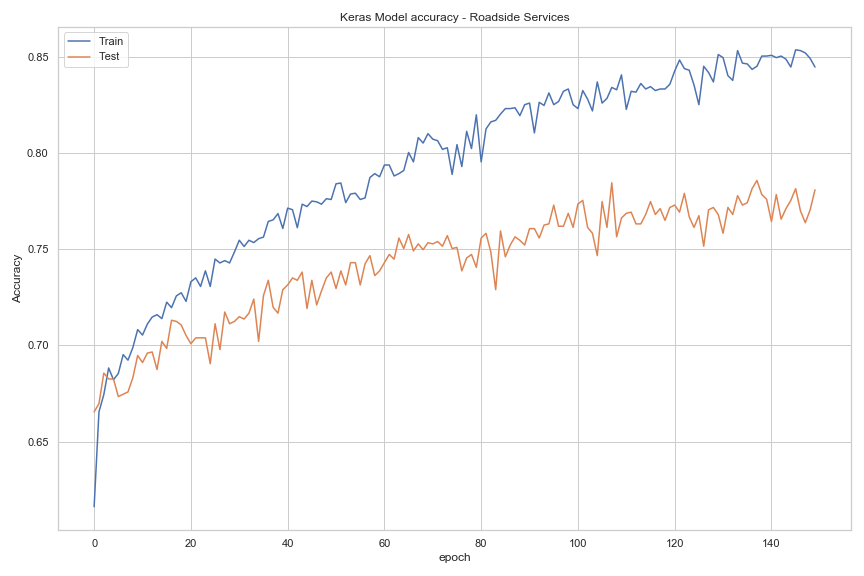 Keras Model accuracy - Roadside Services
Train
Test
0.85
0.80
0.75
0.70
0.65
Accuracy
0 20 40 60 80 100 120 140
epoch